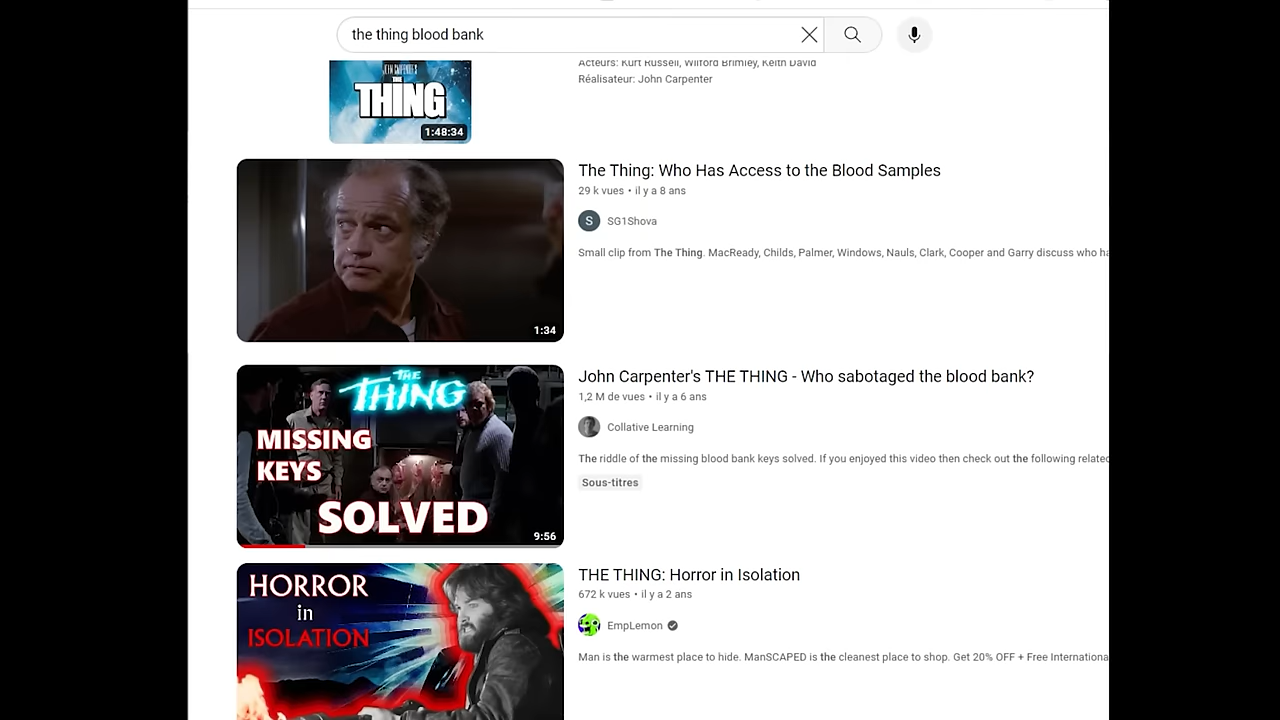 the thing blood bank
Acteurs: Kurt Russell, Wilford Brimley, Keith David
Réalisateur: John Carpenter
JOHN CARPENTER'S
THE
THING
1:48:34
The Thing: Who Has Access to the Blood Samples
29 k vues • il y a 8 ans
S
SG1Shova
Small clip from The Thing. MacReady, Childs, Palmer, Windows, Nauls, Clark, Cooper and Garry discuss who ha
1:34
THE
THING
MISSING
KEYS
SOLVED
9:56
John Carpenter's THE THING - Who sabotaged the blood bank?
1,2 M de vues • il y a 6 ans
Collative Learning
The riddle of the missing blood bank keys solved. If you enjoyed this video then check out the following related
Sous-titres
HORROR
in
ISOLATION
THE THING: Horror in Isolation
672 k vues • il y a 2 ans
EmpLemon
Man is the warmest place to hide. ManSCAPED is the cleanest place to shop. Get 20% OFF + Free Internationa